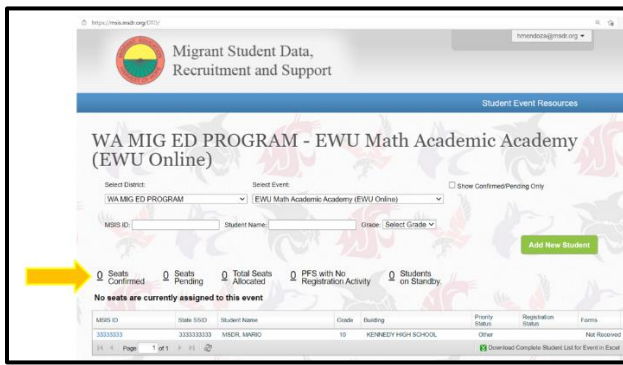 https://msis.msdr.org/DTD/
hmendoza@msdr.org
Migrant Student Data,
Recruitment and Support
Student Event Resources
WA MIG ED PROGRAM - EWU Math Academic Academy
(EWU Online)
Select District:
Select Event:
WA MIG ED PROGRAM
EWU Math Academic Academy (EWU Online)
Show Confirmed/Pending Only
MSIS ID:
Student Name:
Grade: Select Grade
Add New Student
0 Seats Confirmed
0 Seats Pending
0 Total Seats Allocated
0 PFS with No Registration Activity
0 Students on Standby.
No seats are currently assigned to this event
MSIS ID State SSID Student Name Grade Building Priority Status Registration Status Forms
33333333 3333333333 MSDR, MARIO 10 KENNEDY HIGH SCHOOL Other Not Received
Page 1 of 1
Download Complete Student List for Event in Excel